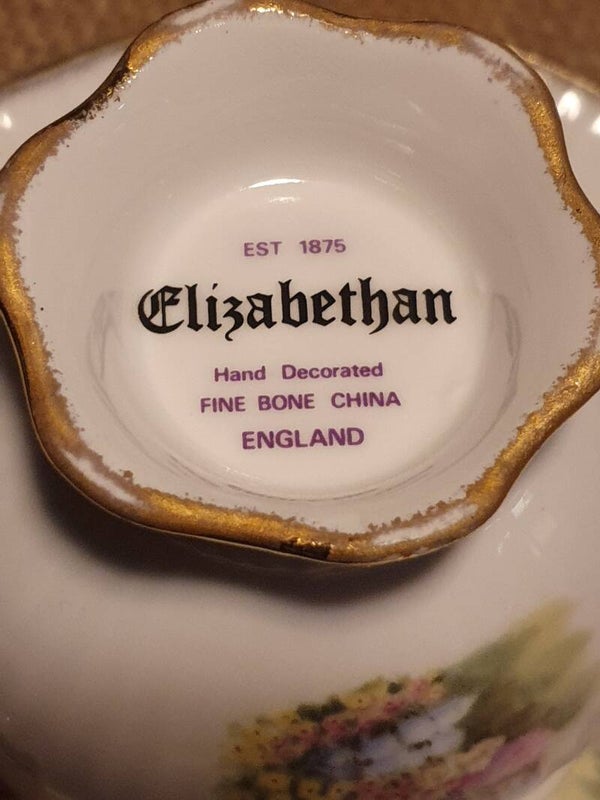 EST 1875
Elizabethan
Hand Decorated
FINE BONE CHINA
ENGLAND